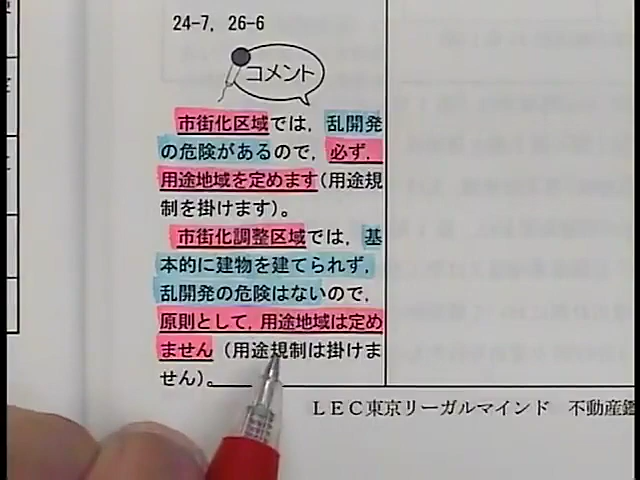 24-7, 26-6
コメント
市街化区域では，乱開発
の危険があるので，必ず，
用途地域を定めます(用途規
制を掛けます)。
市街化調整区域では，基
本的に建物を建てられず，
乱開発の危険はないので，
原則として，用途地域は定め
ません（用途規制は掛けま
せん)。
ＬＥＣ東京リーガルマインド　不動産鑑